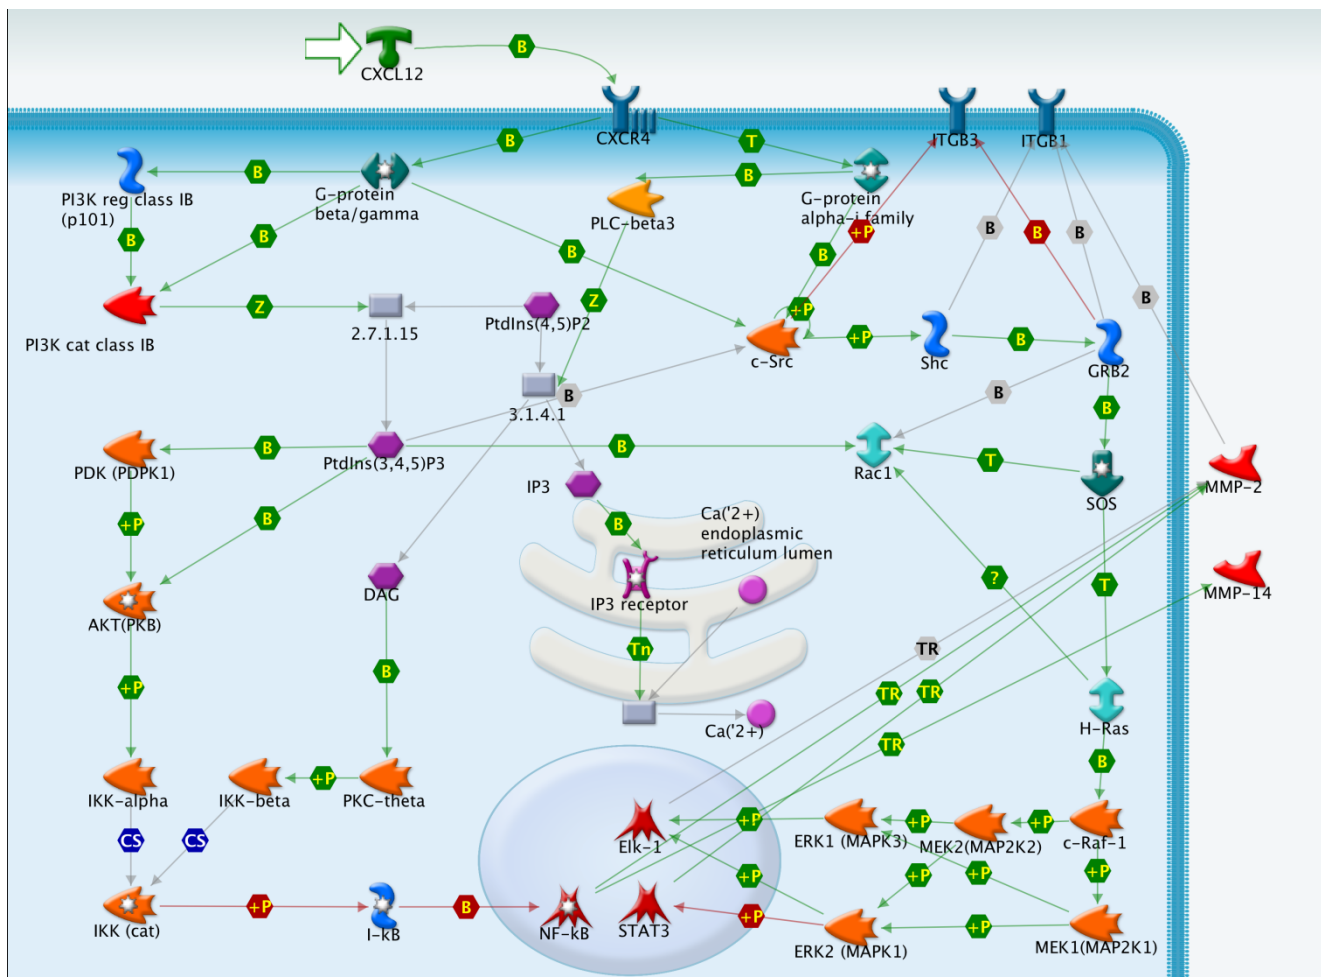 B
CXCL12
CXCR4
ITGB3
ITGB1
B
T
B
B
PI3K reg class IB
(p101)
G-protein
beta/gamma
PLC-beta3
G-protein
alpha-i family
B
B
B
B
+P
B
B
B
B
PI3K cat class IB
Z
2.7.1.15
PtdIns(4,5)P2
Z
+P
c-Src
+P
Shc
B
GRB2
3.1.4.1
B
B
B
PDK (PDPK1)
B
PtdIns(3,4,5)P3
B
Rac1
T
SOS
MMP-2
IP3
+P
B
B
Ca('2+)
endoplasmic
reticulum lumen
IP3 receptor
DAG
AKT(PKB)
?
T
MMP-14
+P
B
Tn
TR
TR
TR
TR
Ca('2+)
H-Ras
B
IKK-alpha
IKK-beta
+P
PKC-theta
CS
CS
Elk-1
+P
ERK1 (MAPK3)
+P
MEK2(MAP2K2)
+P
c-Raf-1
+P
+P
+P
+P
IKK (cat)
+P
I-kB
B
NF-kB
STAT3
+P
ERK2 (MAPK1)
+P
MEK1(MAP2K1)